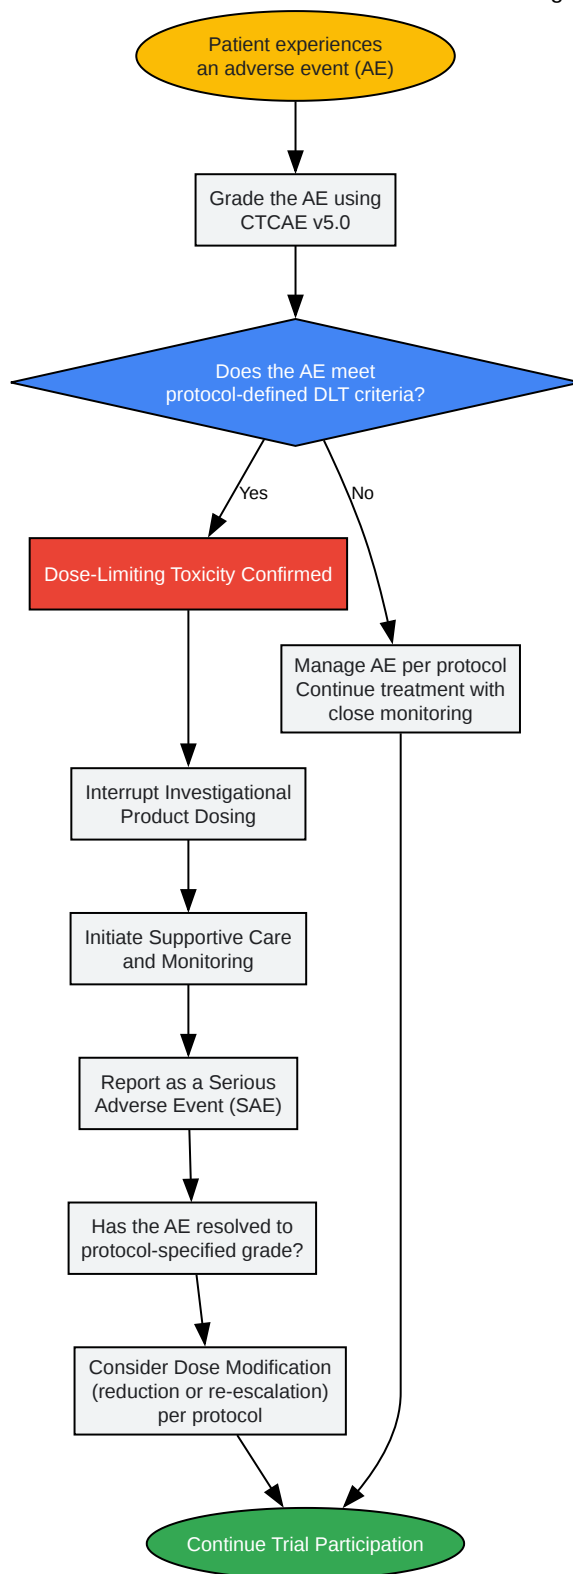 Patient experiences
an adverse event (AE)
Grade the AE using
CTCAE v5.0
Does the AE meet
protocol-defined DLT criteria?
Yes
No
Dose-Limiting Toxicity Confirmed
Manage AE per protocol
Continue treatment with
close monitoring
Interrupt Investigational
Product Dosing
Initiate Supportive Care
and Monitoring
Report as a Serious
Adverse Event (SAE)
Has the AE resolved to
protocol-specified grade?
Consider Dose Modification
(reduction or re-escalation)
per protocol
Continue Trial Participation